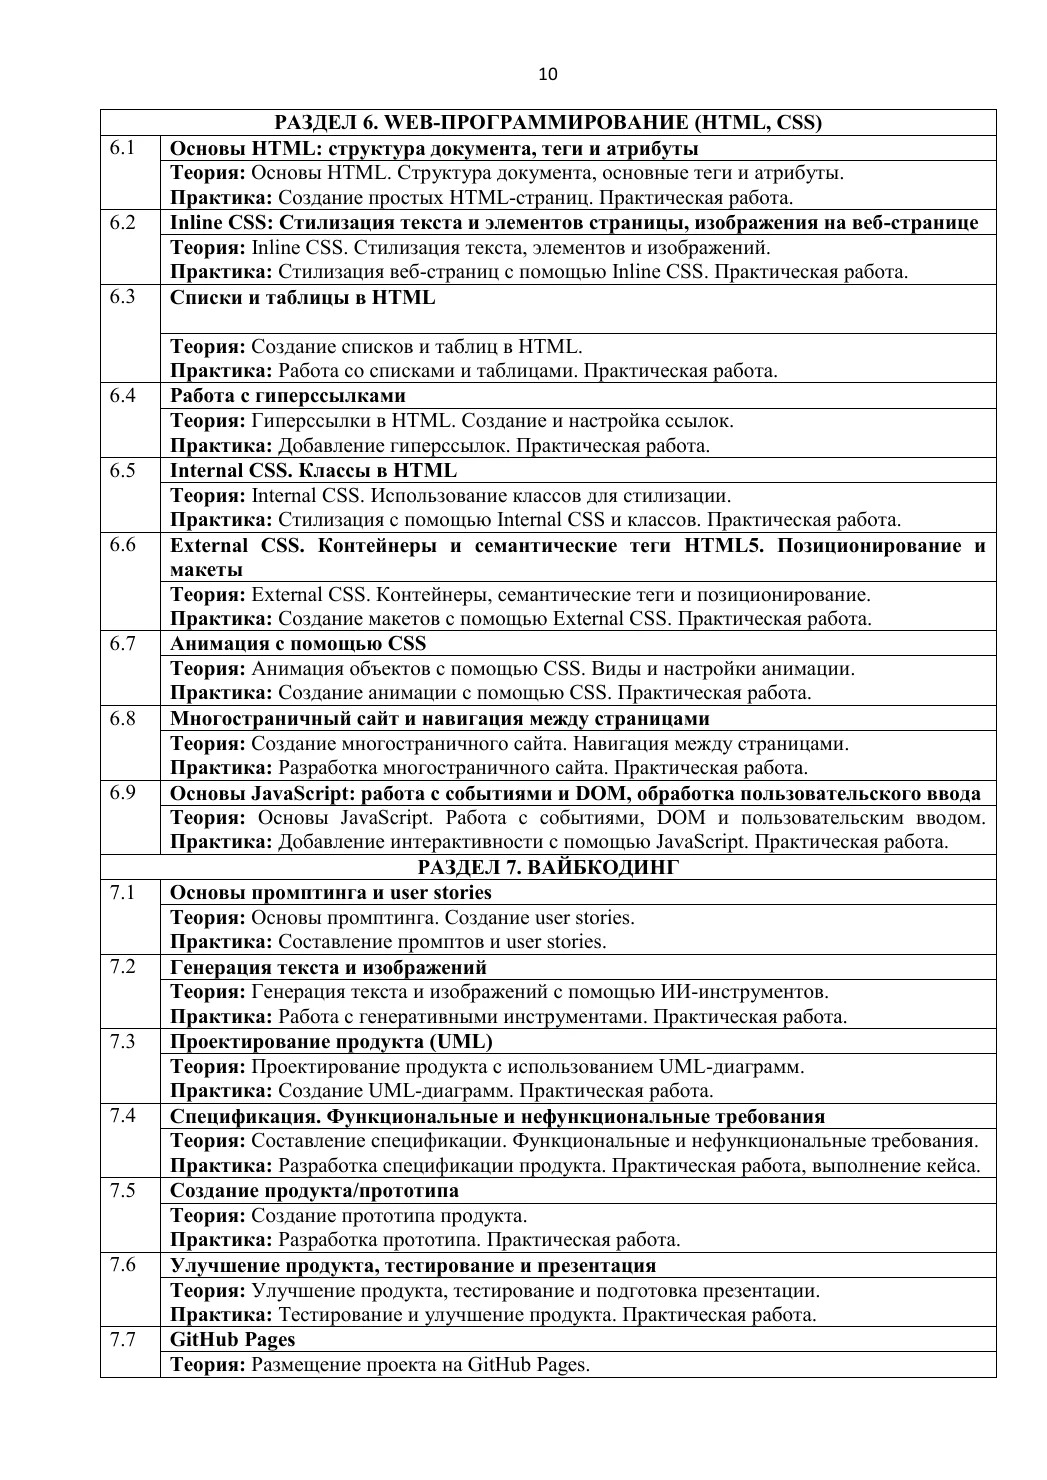 10
РАЗДЕЛ 6. WEB-ПРОГРАММИРОВАНИЕ (HTML, CSS)
6.1 Основы HTML: структура документа, теги и атрибуты
Теория: Основы HTML. Структура документа, основные теги и атрибуты.
Практика: Создание простых HTML-страниц. Практическая работа.
6.2 Inline CSS: Стилизация текста и элементов страницы, изображения на веб-странице
Теория: Inline CSS. Стилизация текста, элементов и изображений.
Практика: Стилизация веб-страниц с помощью Inline CSS. Практическая работа.
6.3 Списки и таблицы в HTML
Теория: Создание списков и таблиц в HTML.
Практика: Работа со списками и таблицами. Практическая работа.
6.4 Работа с гиперссылками
Теория: Гиперссылки в HTML. Создание и настройка ссылок.
Практика: Добавление гиперссылок. Практическая работа.
6.5 Internal CSS. Классы в HTML
Теория: Internal CSS. Использование классов для стилизации.
Практика: Стилизация с помощью Internal CSS и классов. Практическая работа.
6.6 External CSS. Контейнеры и семантические теги HTML5. Позиционирование и
макеты
Теория: External CSS. Контейнеры, семантические теги и позиционирование.
Практика: Создание макетов с помощью External CSS. Практическая работа.
6.7 Анимация с помощью CSS
Теория: Анимация объектов с помощью CSS. Виды и настройки анимации.
Практика: Создание анимации с помощью CSS. Практическая работа.
6.8 Многостраничный сайт и навигация между страницами
Теория: Создание многостраничного сайта. Навигация между страницами.
Практика: Разработка многостраничного сайта. Практическая работа.
6.9 Основы JavaScript: работа с событиями и DOM, обработка пользовательского ввода
Теория: Основы JavaScript. Работа с событиями, DOM и пользовательским вводом.
Практика: Добавление интерактивности с помощью JavaScript. Практическая работа.
РАЗДЕЛ 7. ВАЙБКОДИНГ
7.1 Основы промптинга и user stories
Теория: Основы промптинга. Создание user stories.
Практика: Составление промптов и user stories.
7.2 Генерация текста и изображений
Теория: Генерация текста и изображений с помощью ИИ-инструментов.
Практика: Работа с генеративными инструментами. Практическая работа.
7.3 Проектирование продукта (UML)
Теория: Проектирование продукта с использованием UML-диаграмм.
Практика: Создание UML-диаграмм. Практическая работа.
7.4 Спецификация. Функциональные и нефункциональные требования
Теория: Составление спецификации. Функциональные и нефункциональные требования.
Практика: Разработка спецификации продукта. Практическая работа, выполнение кейса.
7.5 Создание продукта/прототипа
Теория: Создание прототипа продукта.
Практика: Разработка прототипа. Практическая работа.
7.6 Улучшение продукта, тестирование и презентация
Теория: Улучшение продукта, тестирование и подготовка презентации.
Практика: Тестирование и улучшение продукта. Практическая работа.
7.7 GitHub Pages
Теория: Размещение проекта на GitHub Pages.